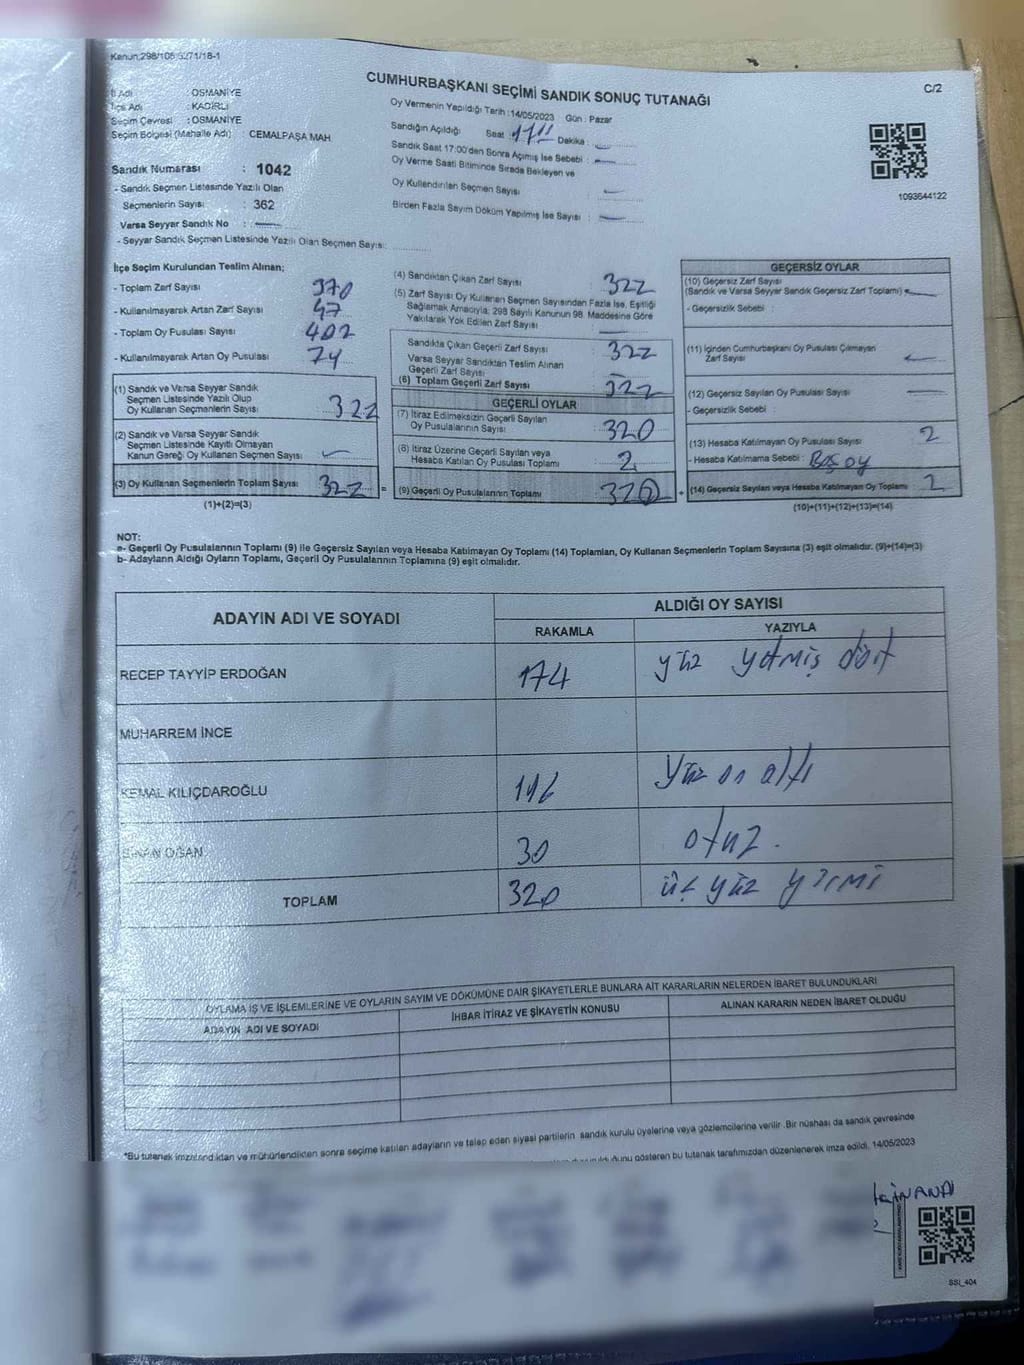 Kanun:298/105:5271/18-1
CUMHURBAŞKANI SEÇİMİ SANDIK SONUÇ TUTANAĞI
C/2
İl Adı : OSMANİYE
İlçe Adı : KADİRLİ
Seçim Çevresi : OSMANİYE
Seçim Bölgesi (Mahalle Adı) : CEMALPAŞA MAH
Oy Vermenin Yapıldığı Tarih :14/05/2023 Gün : Pazar
Sandığın Açıldığı Saat Dakika :
Sandık Saat 17:00'den Sonra Açılmış İse Sebebi :
Oy Verme Saati Bitiminde Sırada Bekleyen ve
Oy Kullandırılan Seçmen Sayısı
Birden Fazla Sayım Döküm Yapılmış İse Sayısı :
1093644122
Sandık Numarası : 1042
- Sandık Seçmen Listesinde Yazılı Olan
Seçmenlerin Sayısı : 362
Varsa Seyyar Sandık No :
- Seyyar Sandık Seçmen Listesinde Yazılı Olan Seçmen Sayısı:
İlçe Seçim Kurulundan Teslim Alınan;
- Toplam Zarf Sayısı 370
- Kullanılmayarak Artan Zarf Sayısı 47
- Toplam Oy Pusulası Sayısı 402
- Kullanılmayarak Artan Oy Pusulası 74
(1) Sandık ve Varsa Seyyar Sandık
Seçmen Listesinde Yazılı Olup
Oy Kullanan Seçmenlerin Sayısı 322
(2) Sandık ve Varsa Seyyar Sandık
Seçmen Listesinde Kayıtlı Olmayan
Kanun Gereği Oy Kullanan Seçmen Sayısı
(3) Oy Kullanan Seçmenlerin Toplam Sayısı 322 =
(1)+(2)=(3)
(4) Sandıktan Çıkan Zarf Sayısı 322
(5) Zarf Sayısı Oy Kullanan Seçmen Sayısından Fazla İse, Eşitliği
Sağlamak Amacıyla; 298 Sayılı Kanunun 98. Maddesine Göre
Yakılarak Yok Edilen Zarf Sayısı
Sandıkta Çıkan Geçerli Zarf Sayısı 322
Varsa Seyyar Sandıktan Teslim Alınan
Geçerli Zarf Sayısı
(6) Toplam Geçerli Zarf Sayısı 322
GEÇERLİ OYLAR
(7) İtiraz Edilmeksizin Geçerli Sayılan
Oy Pusulalarının Sayısı 320
(8) İtiraz Üzerine Geçerli Sayılan veya
Hesaba Katılan Oy Pusulası Toplamı 2
(9) Geçerli Oy Pusulalarının Toplamı 320 +
GEÇERSİZ OYLAR
(10) Geçersiz Zarf Sayısı
(Sandık ve Varsa Seyyar Sandık Geçersiz Zarf Toplamı)
- Geçersizlik Sebebi :
(11) İçinden Cumhurbaşkanı Oy Pusulası Çıkmayan
Zarf Sayısı
(12) Geçersiz Sayılan Oy Pusulası Sayısı
- Geçersizlik Sebebi :
(13) Hesaba Katılmayan Oy Pusulası Sayısı 2
- Hesaba Katılmama Sebebi : Boş oy
(14) Geçersiz Sayılan veya Hesaba Katılmayan Oy Toplamı 2
(10)+(11)+(12)+(13)=(14)
NOT:
a- Geçerli Oy Pusulalarının Toplamı (9) ile Geçersiz Sayılan veya Hesaba Katılmayan Oy Toplamı (14) Toplamları, Oy Kullanan Seçmenlerin Toplam Sayısına (3) eşit olmalıdır. (9)+(14)=(3)
b- Adayların Aldığı Oyların Toplamı, Geçerli Oy Pusulalarının Toplamına (9) eşit olmalıdır.
ADAYIN ADI VE SOYADI ALDIĞI OY SAYISI
RAKAMLA YAZIYLA
RECEP TAYYİP ERDOĞAN 174 yüz yetmiş dört
MUHARREM İNCE
KEMAL KILIÇDAROĞLU 116 yüz on altı
SİNAN OĞAN 30 otuz.
TOPLAM 320 üç yüz yirmi
OYLAMA İŞ VE İŞLEMLERİNE VE OYLARIN SAYIM VE DÖKÜMÜNE DAİR ŞİKAYETLERLE BUNLARA AİT KARARLARIN NELERDEN İBARET BULUNDUKLARI
ADAYIN ADI VE SOYADI İHBAR İTİRAZ VE ŞİKAYETİN KONUSU ALINAN KARARIN NEDEN İBARET OLDUĞU
*Bu tutanak imzalandıktan ve mühürlendikten sonra seçime katılan adayların ve talep eden siyasi partilerin sandık kurulu üyelerine veya gözlemcilerine verilir. Bir nüshası da sandık çevresinde
gösteren bu tutanak tarafımızdan düzenlenerek imza edildi. 14/05/2023
SSL_404